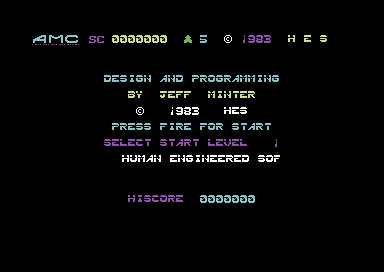 AMC SC 0000000 5 © 1983 H E S
DESIGN AND PROGRAMMING
BY JEFF MINTER
© 1983 HES
PRESS FIRE FOR START
SELECT START LEVEL 1
HUMAN ENGINEERED SOF
HISCORE 0000000